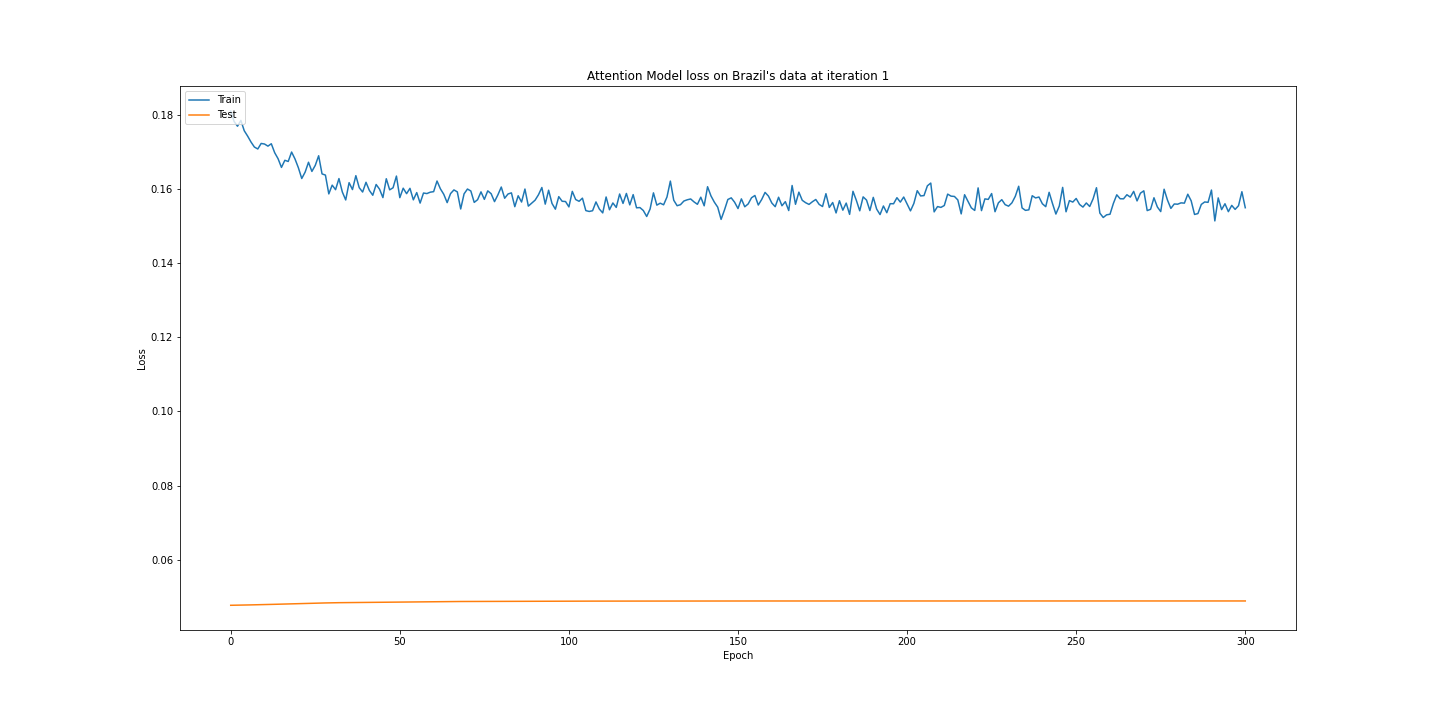 Attention Model loss on Brazil's data at iteration 1
Train
Test
0.18
0.16
0.14
0.12
0.10
0.08
0.06
Loss
0
50
100
150
200
250
300
Epoch